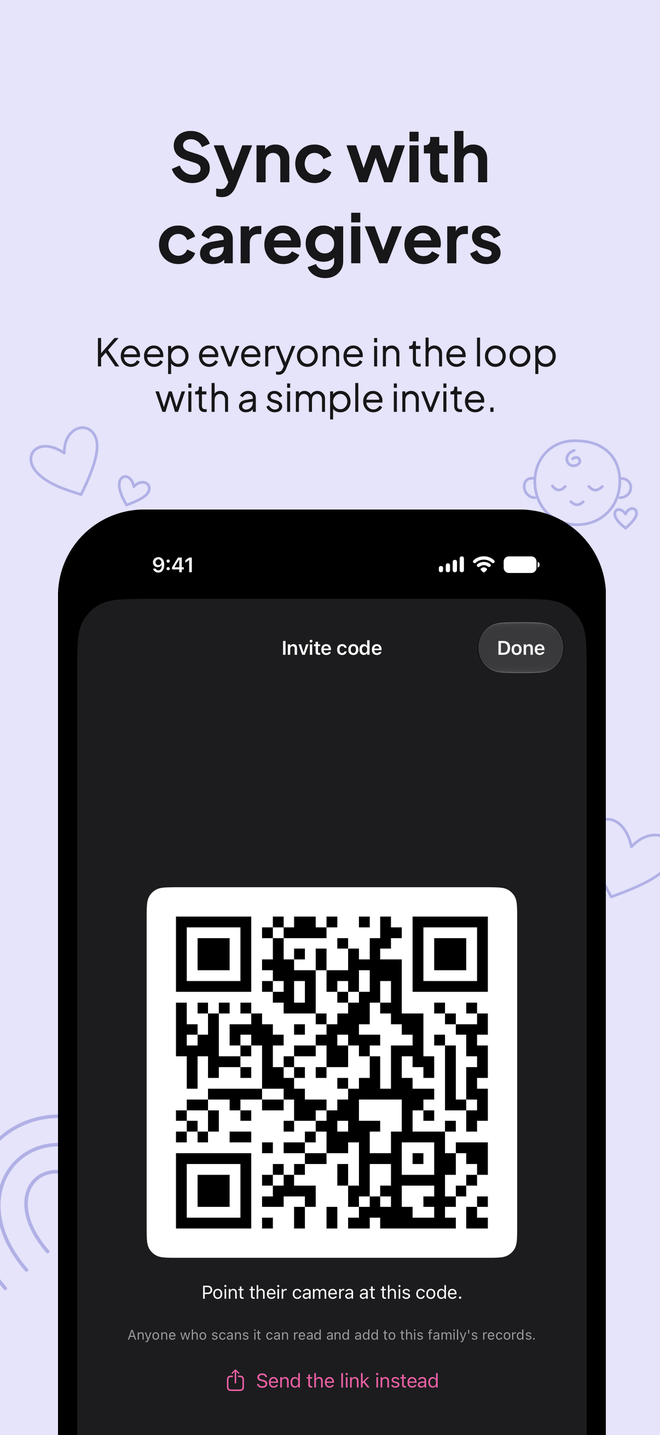 Sync with
caregivers
Keep everyone in the loop
with a simple invite.
9:41
Invite code
Done
Point their camera at this code.
Anyone who scans it can read and add to this family's records.
Send the link instead